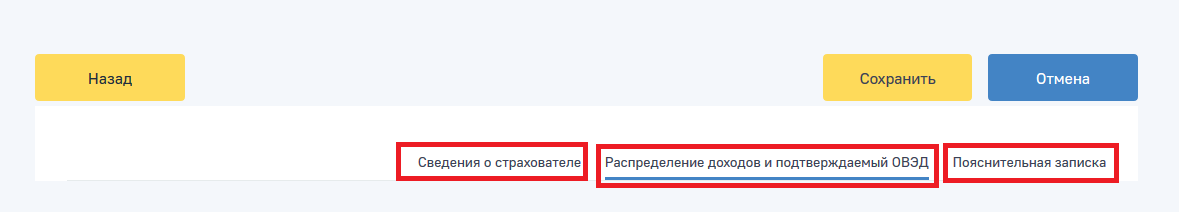 Назад Сохранить Отмена
Сведения о страхователе Распределение доходов и подтверждаемый ОВЭД Пояснительная записка